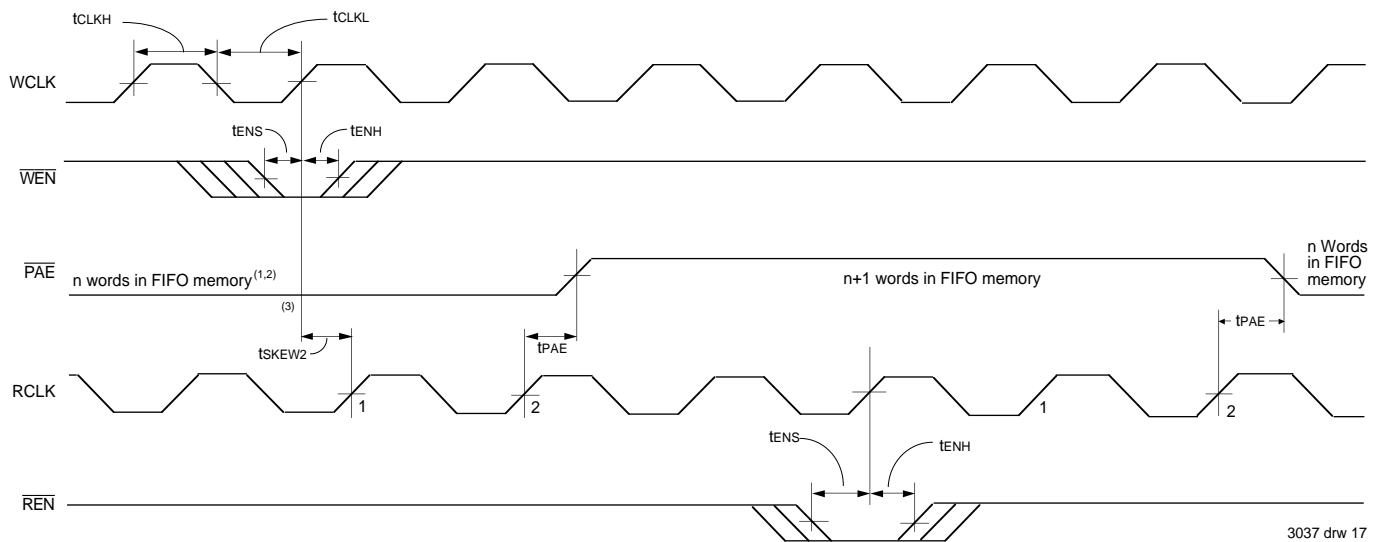 tCLKH
tCLKL
WCLK
tENS
tENH
WEN
PAE
n words in FIFO memory(1,2)
n+1 words in FIFO memory
n Words
in FIFO
memory
(3)
tSKEW2
tPAE
tPAE
RCLK
1
2
1
2
tENS
tENH
REN
3037 drw 17